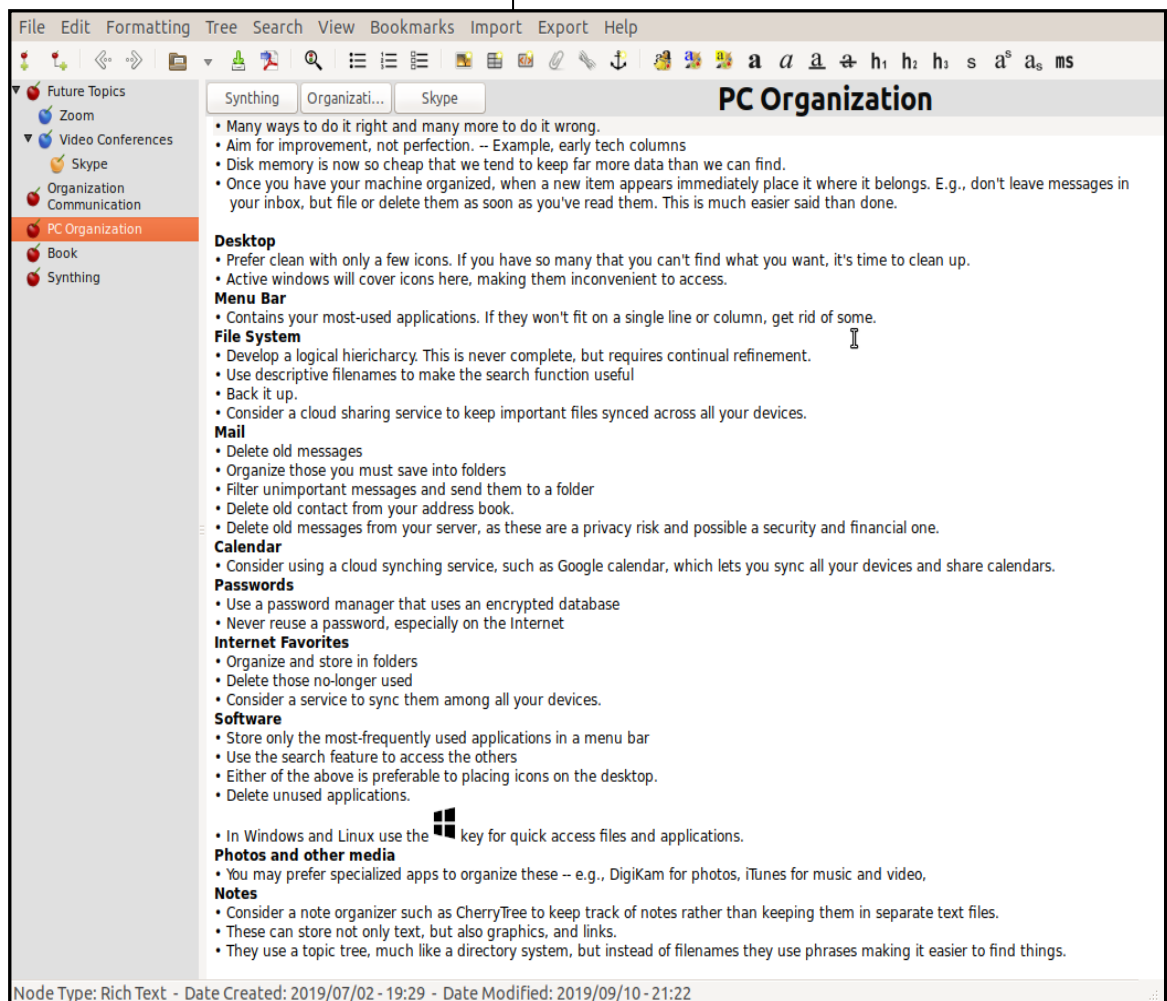 File Edit Formatting Tree Search View Bookmarks Import Export Help
a a a a h₁ h₂ h₃ s aˢ aₛ ms
Future Topics
Zoom
Video Conferences
Skype
Organization
Communication
PC Organization
Book
Synthing
Synthing Organizati... Skype
PC Organization
• Many ways to do it right and many more to do it wrong.
• Aim for improvement, not perfection. -- Example, early tech columns
• Disk memory is now so cheap that we tend to keep far more data than we can find.
• Once you have your machine organized, when a new item appears immediately place it where it belongs. E.g., don't leave messages in
your inbox, but file or delete them as soon as you've read them. This is much easier said than done.
Desktop
• Prefer clean with only a few icons. If you have so many that you can't find what you want, it's time to clean up.
• Active windows will cover icons here, making them inconvenient to access.
Menu Bar
• Contains your most-used applications. If they won't fit on a single line or column, get rid of some.
File System
• Develop a logical hiericharcy. This is never complete, but requires continual refinement.
• Use descriptive filenames to make the search function useful
• Back it up.
• Consider a cloud sharing service to keep important files synced across all your devices.
Mail
• Delete old messages
• Organize those you must save into folders
• Filter unimportant messages and send them to a folder
• Delete old contact from your address book.
• Delete old messages from your server, as these are a privacy risk and possible a security and financial one.
Calendar
• Consider using a cloud synching service, such as Google calendar, which lets you sync all your devices and share calendars.
Passwords
• Use a password manager that uses an encrypted database
• Never reuse a password, especially on the Internet
Internet Favorites
• Organize and store in folders
• Delete those no-longer used
• Consider a service to sync them among all your devices.
Software
• Store only the most-frequently used applications in a menu bar
• Use the search feature to access the others
• Either of the above is preferable to placing icons on the desktop.
• Delete unused applications.
• In Windows and Linux use the key for quick access files and applications.
Photos and other media
• You may prefer specialized apps to organize these -- e.g., DigiKam for photos, iTunes for music and video,
Notes
• Consider a note organizer such as CherryTree to keep track of notes rather than keeping them in separate text files.
• These can store not only text, but also graphics, and links.
• They use a topic tree, much like a directory system, but instead of filenames they use phrases making it easier to find things.
Node Type: Rich Text - Date Created: 2019/07/02 - 19:29 - Date Modified: 2019/09/10 - 21:22